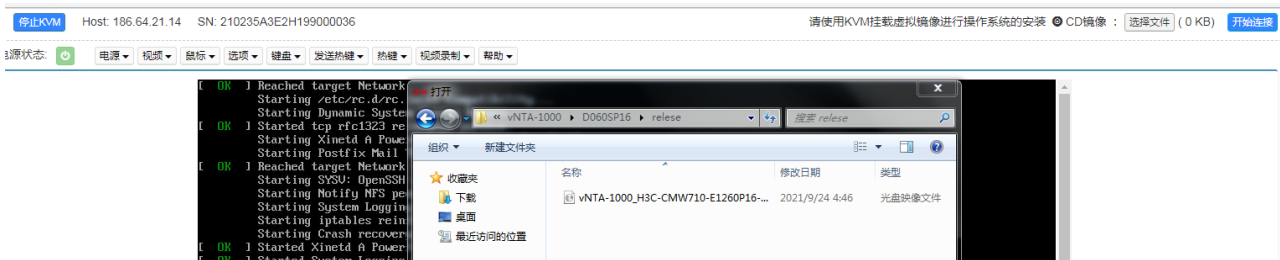 停止KVM Host: 186.64.21.14 SN: 210235A3E2H199000036 请使用KVM挂载虚拟镜像进行操作系统的安装 CD镜像 : 选择文件 ( 0 KB) 开始连接
电源状态: 电源 视频 鼠标 选项 键盘 发送热键 热键 视频录制 帮助
[ OK ] Reached target Network
Starting /etc/rc.d/rc.
Starting Dynamic System
[ OK ] Started tcp rfc1323 re
Starting Xinetd A Power
Starting Postfix Mail
[ OK ] Reached target Network
Starting SYSV: OpenSSH
Starting Notify NFS pe
Starting System Logging
Starting iptables rein
Starting Crash recover
[ OK ] Started Xinetd A Power
[ OK ] Started System Logging
打开
« vNTA-1000 D060SP16 relese 搜索 relese
组织 新建文件夹
收藏夹
下载
桌面
最近访问的位置
名称 修改日期 类型
vNTA-1000_H3C-CMW710-E1260P16-... 2021/9/24 4:46 光盘映像文件